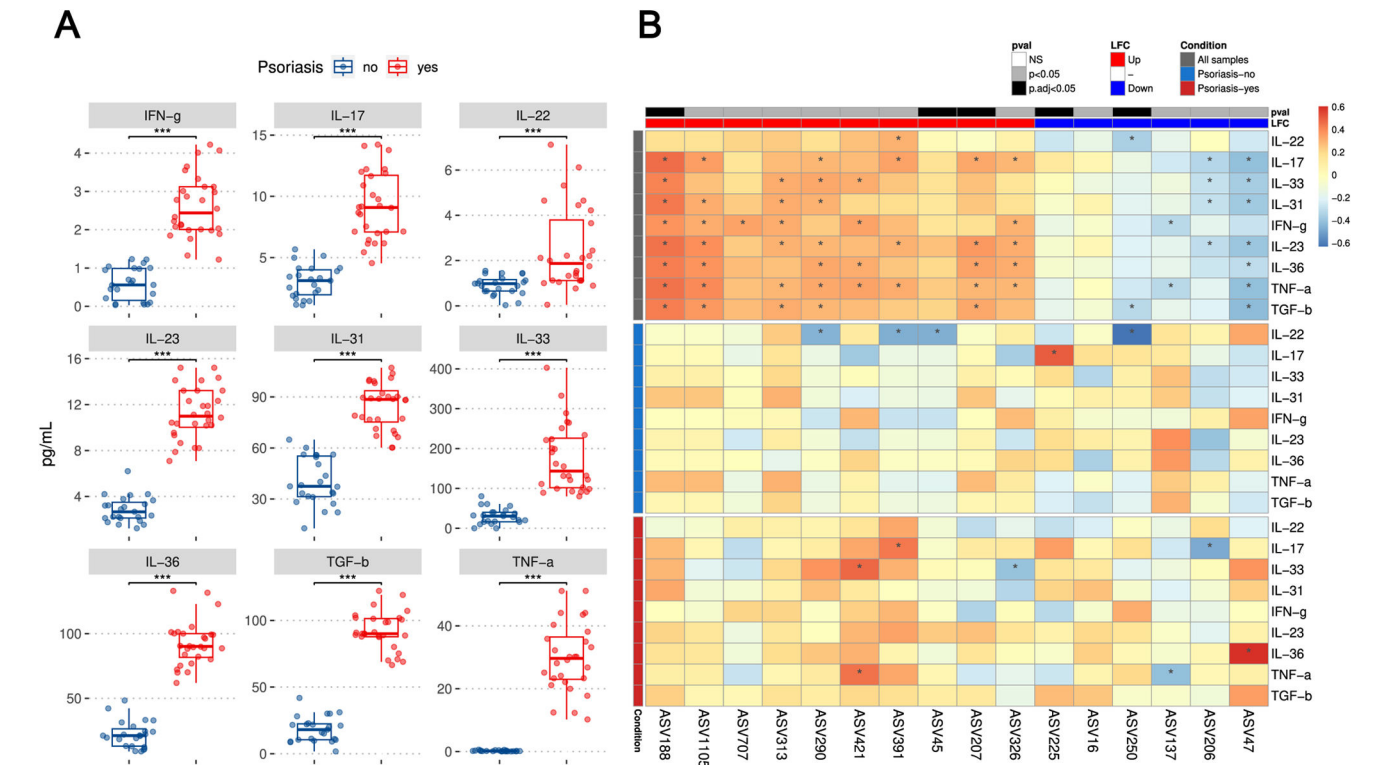 A
Psoriasis no yes
IFN−g IL−17 IL−22
*** *** ***
4
3
2
1
0
15
10
5
6
4
2
0
IL−23 IL−31 IL−33
*** *** ***
16
12
8
4
90
60
30
400
300
200
100
0
IL−36 TGF−b TNF−a
*** *** ***
100
50
100
50
0
40
20
0
pg/mL
B
pval
NS
p<0.05
p.adj<0.05
LFC
Up
–
Down
Condition
All samples
Psoriasis−no
Psoriasis−yes
pval
LFC
0.6
0.4
0.2
0
−0.2
−0.4
−0.6
IL−22
IL−17
IL−33
IL−31
IFN−g
IL−23
IL−36
TNF−a
TGF−b
IL−22
IL−17
IL−33
IL−31
IFN−g
IL−23
IL−36
TNF−a
TGF−b
IL−22
IL−17
IL−33
IL−31
IFN−g
IL−23
IL−36
TNF−a
TGF−b
Condition
ASV188
ASV1105
ASV707
ASV313
ASV290
ASV421
ASV391
ASV45
ASV207
ASV326
ASV225
ASV16
ASV250
ASV137
ASV206
ASV47